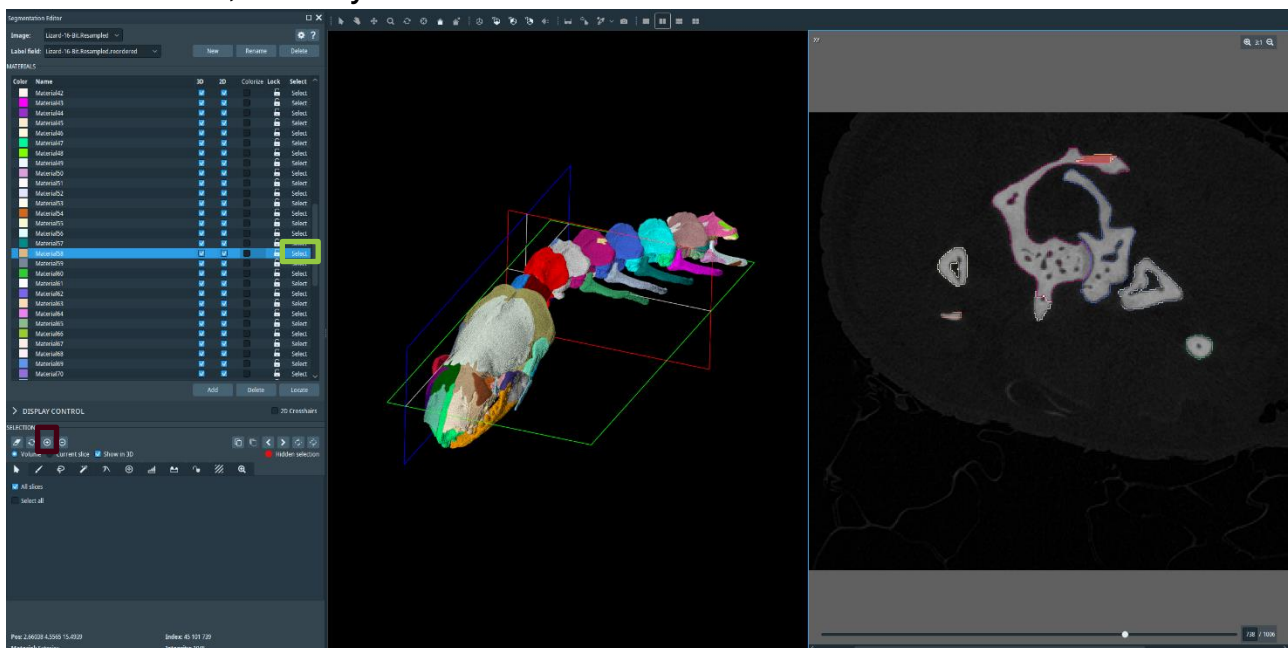 Segmentation Editor
Image: Lizard-16-Bit.Resampled
Label field: Lizard-16-Bit.Resampled.reordered New Rename Delete
MATERIALS
Color Name 3D 2D Colorize Lock Select
Material42 Select
Material43 Select
Material44 Select
Material45 Select
Material46 Select
Material47 Select
Material48 Select
Material49 Select
Material50 Select
Material51 Select
Material52 Select
Material53 Select
Material54 Select
Material55 Select
Material56 Select
Material57 Select
Material58 Select
Material59 Select
Material60 Select
Material61 Select
Material62 Select
Material63 Select
Material64 Select
Material65 Select
Material66 Select
Material67 Select
Material68 Select
Material69 Select
Material70 Select
Add Delete Locate
DISPLAY CONTROL 2D Crosshairs
SELECTION
Volume Current slice Show in 3D Hidden selection
All slices
Select all
Index: 45 101 739
xy
738 / 1006